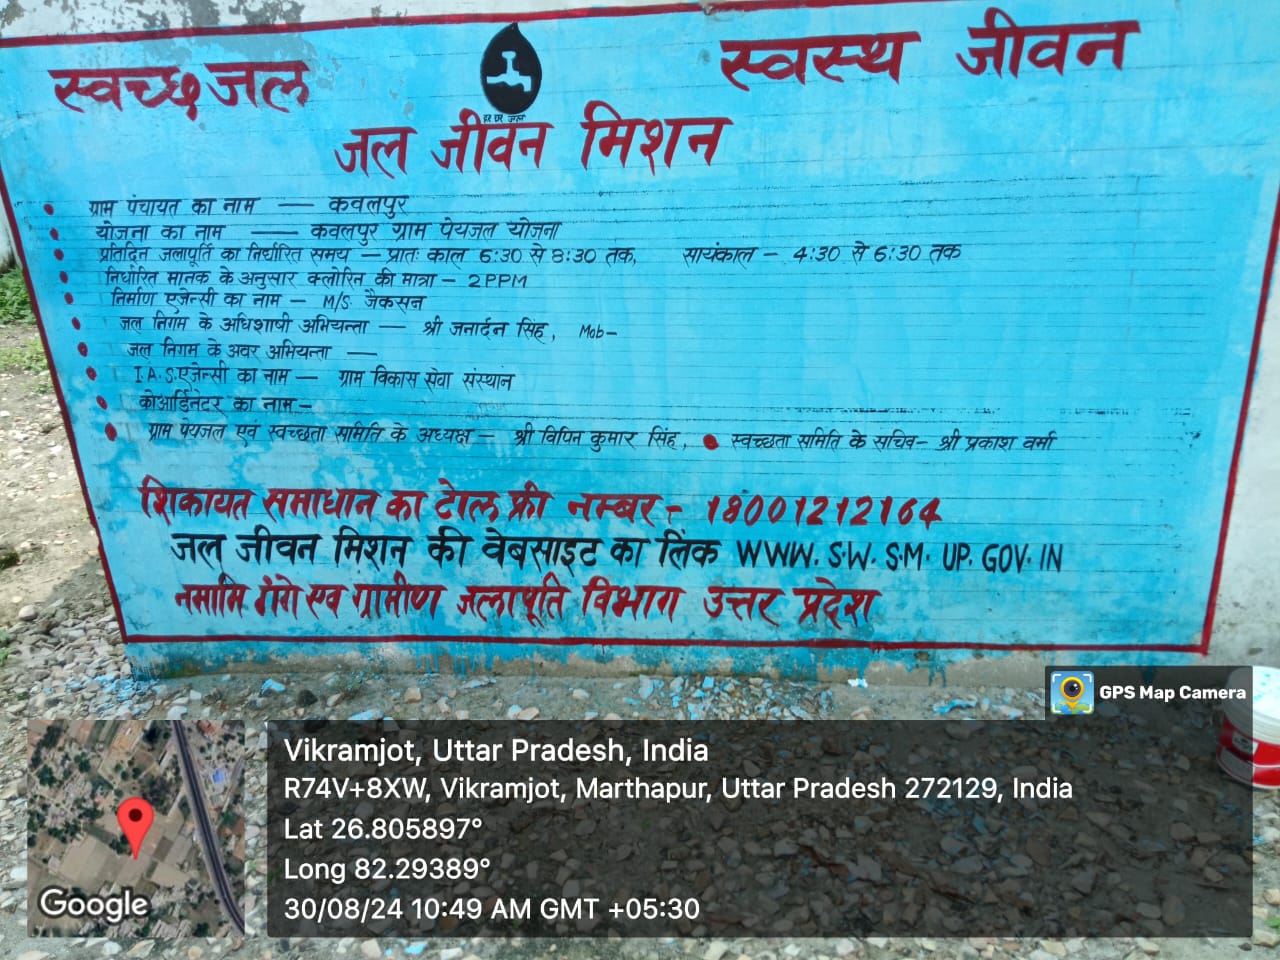 स्वच्छ जल
स्वस्थ जीवन
हर घर जल
जल जीवन मिशन
ग्राम पंचायत का नाम — कवलपुर
योजना का नाम — कवलपुर ग्राम पेयजल योजना
प्रतिदिन जलापूर्ति का निर्धारित समय — प्रातः काल 6:30 से 8:30 तक, सायंकाल - 4:30 से 6:30 तक
निर्धारित मानक के अनुसार क्लोरिन की मात्रा - 2PPM
निर्माण एजेन्सी का नाम - M/S. जैकसन
जल निगम के अधिशाषी अभियन्ता — श्री जनार्दन सिंह, Mob-
जल निगम के अवर अभियन्ता —
I.A.S.एजेन्सी का नाम — ग्राम विकास सेवा संस्थान
कोआर्डिनेटर का नाम-
ग्राम पेयजल एवं स्वच्छता समिति के अध्यक्ष - श्री विपिन कुमार सिंह, • स्वच्छता समिति के सचिव- श्री प्रकाश वर्मा
शिकायत समाधान का टोल फ्री नम्बर - 18001212164
जल जीवन मिशन की वेबसाइट का लिंक WWW.S.W.S.M.UP.GOV.IN
नमामि गंगे एव ग्रामीण जलापूर्ति विभाग उत्तर प्रदेश
GPS Map Camera
Vikramjot, Uttar Pradesh, India
R74V+8XW, Vikramjot, Marthapur, Uttar Pradesh 272129, India
Lat 26.805897°
Long 82.29389°
30/08/24 10:49 AM GMT +05:30
Google